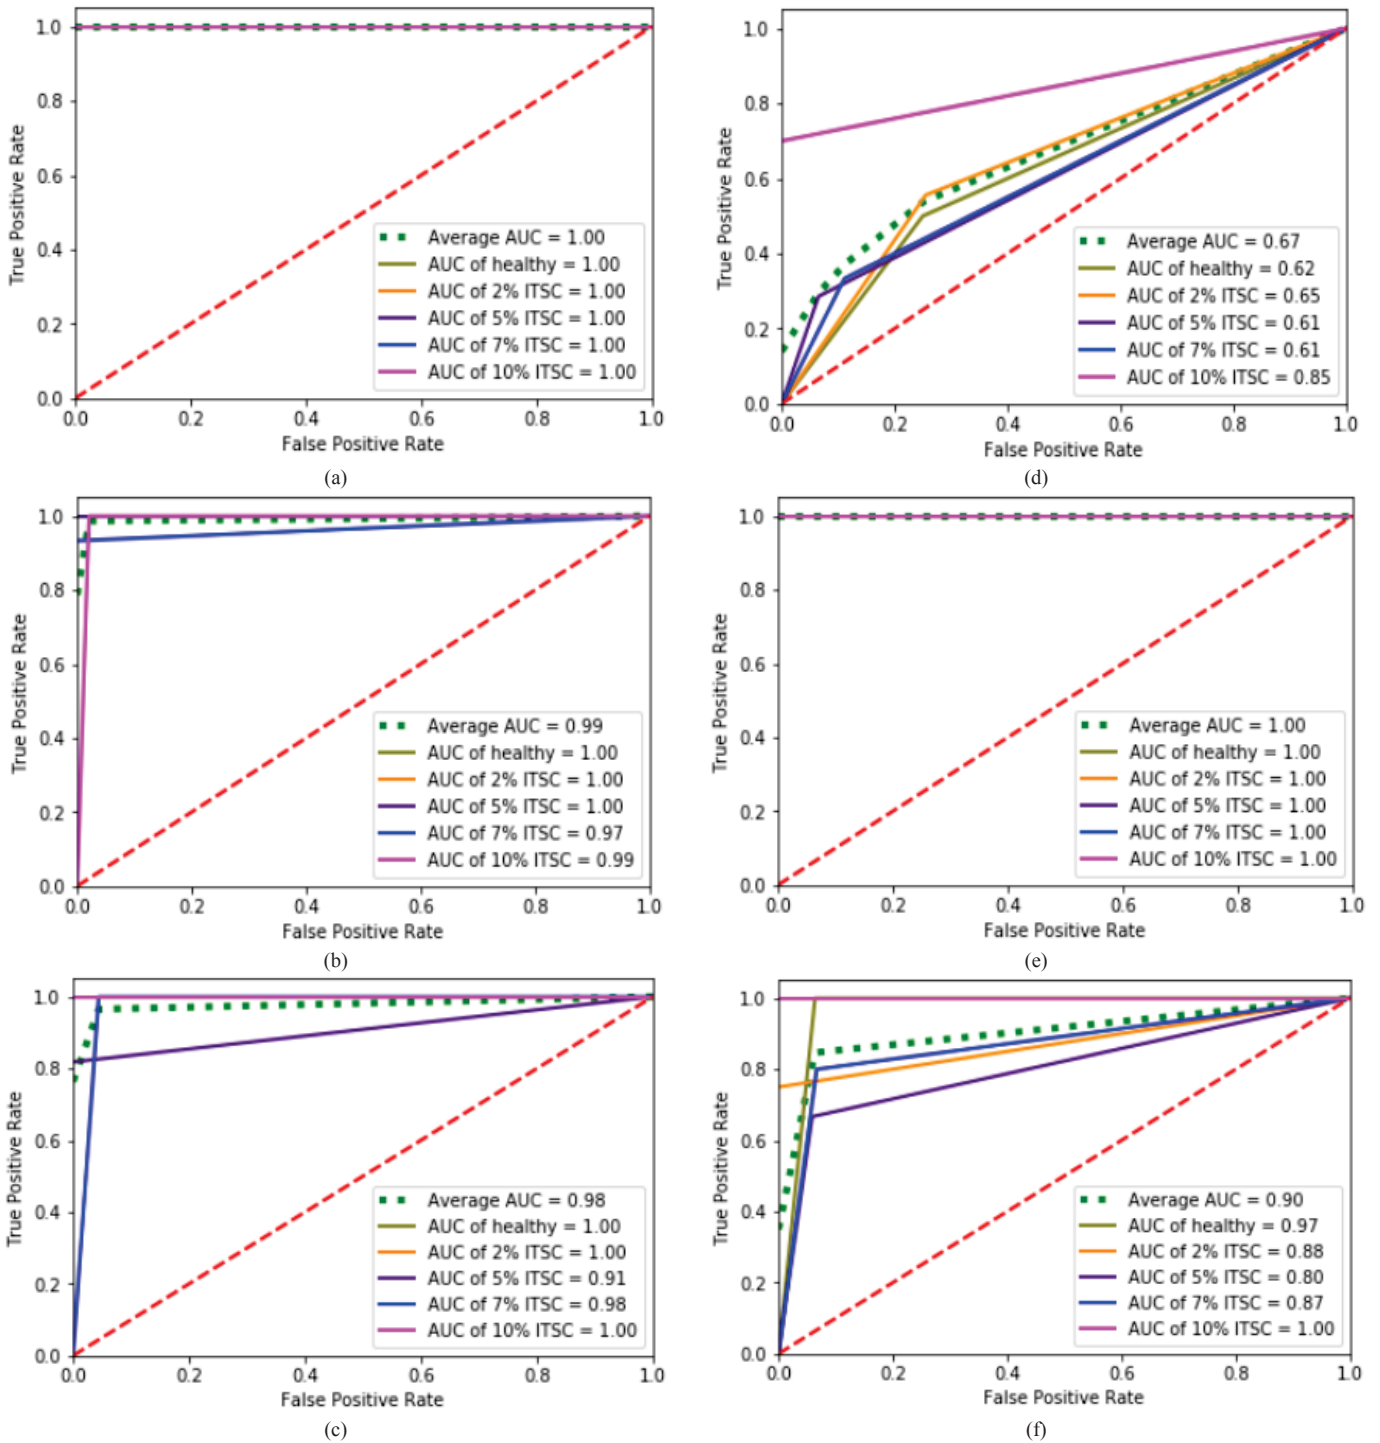 1.0
0.8
0.6
0.4
0.2
0.0
True Positive Rate
Average AUC = 1.00
AUC of healthy = 1.00
AUC of 2% ITSC = 1.00
AUC of 5% ITSC = 1.00
AUC of 7% ITSC = 1.00
AUC of 10% ITSC = 1.00
0.0 0.2 0.4 0.6 0.8 1.0
False Positive Rate
(a)
1.0
0.8
0.6
0.4
0.2
0.0
True Positive Rate
Average AUC = 0.67
AUC of healthy = 0.62
AUC of 2% ITSC = 0.65
AUC of 5% ITSC = 0.61
AUC of 7% ITSC = 0.61
AUC of 10% ITSC = 0.85
0.0 0.2 0.4 0.6 0.8 1.0
False Positive Rate
(d)
1.0
0.8
0.6
0.4
0.2
0.0
True Positive Rate
Average AUC = 0.99
AUC of healthy = 1.00
AUC of 2% ITSC = 1.00
AUC of 5% ITSC = 1.00
AUC of 7% ITSC = 0.97
AUC of 10% ITSC = 0.99
0.0 0.2 0.4 0.6 0.8 1.0
False Positive Rate
(b)
1.0
0.8
0.6
0.4
0.2
0.0
True Positive Rate
Average AUC = 1.00
AUC of healthy = 1.00
AUC of 2% ITSC = 1.00
AUC of 5% ITSC = 1.00
AUC of 7% ITSC = 1.00
AUC of 10% ITSC = 1.00
0.0 0.2 0.4 0.6 0.8 1.0
False Positive Rate
(e)
1.0
0.8
0.6
0.4
0.2
0.0
True Positive Rate
Average AUC = 0.98
AUC of healthy = 1.00
AUC of 2% ITSC = 1.00
AUC of 5% ITSC = 0.91
AUC of 7% ITSC = 0.98
AUC of 10% ITSC = 1.00
0.0 0.2 0.4 0.6 0.8 1.0
False Positive Rate
(c)
1.0
0.8
0.6
0.4
0.2
0.0
True Positive Rate
Average AUC = 0.90
AUC of healthy = 0.97
AUC of 2% ITSC = 0.88
AUC of 5% ITSC = 0.80
AUC of 7% ITSC = 0.87
AUC of 10% ITSC = 1.00
0.0 0.2 0.4 0.6 0.8 1.0
False Positive Rate
(f)